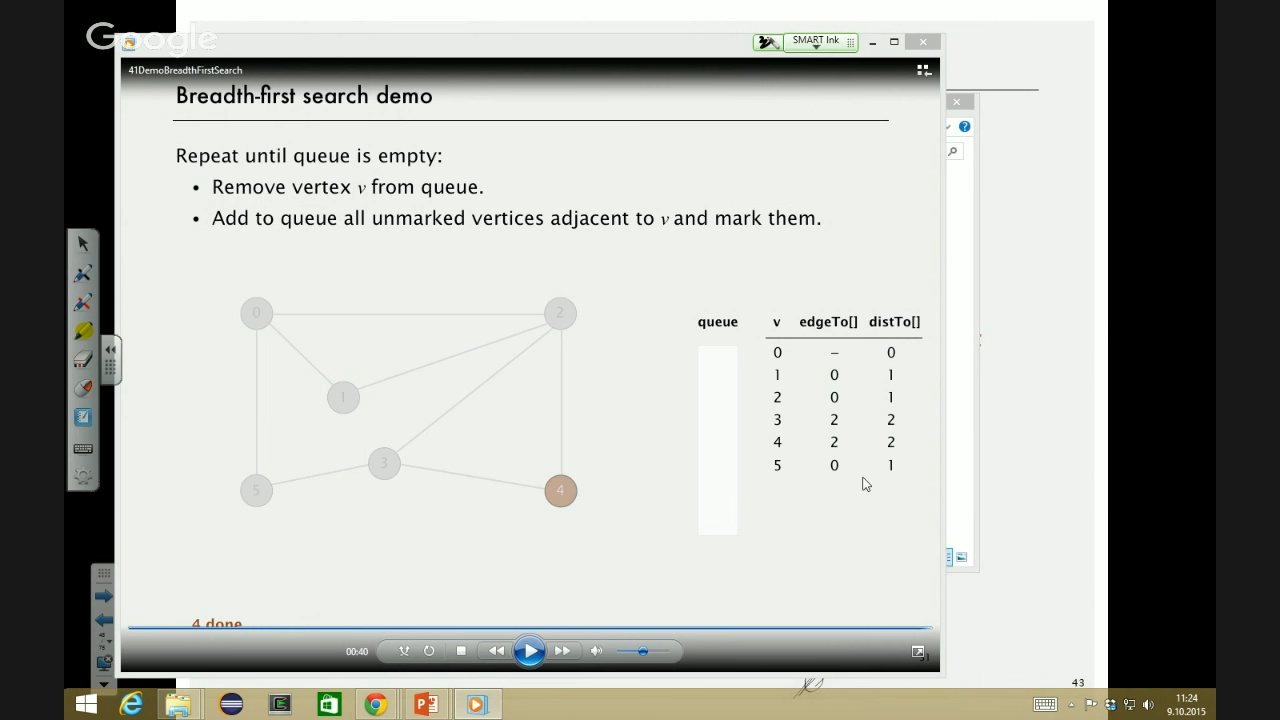 Google
SMART Ink
41DemoBreadthFirstSearch
Breadth-first search demo
Repeat until queue is empty:
• Remove vertex v from queue.
• Add to queue all unmarked vertices adjacent to v and mark them.
0
2
1
3
5
4
queue v edgeTo[] distTo[]
0 – 0
1 0 1
2 0 1
3 2 2
4 2 2
5 0 1
4 done
00:40
31
43
11:24
9.10.2015